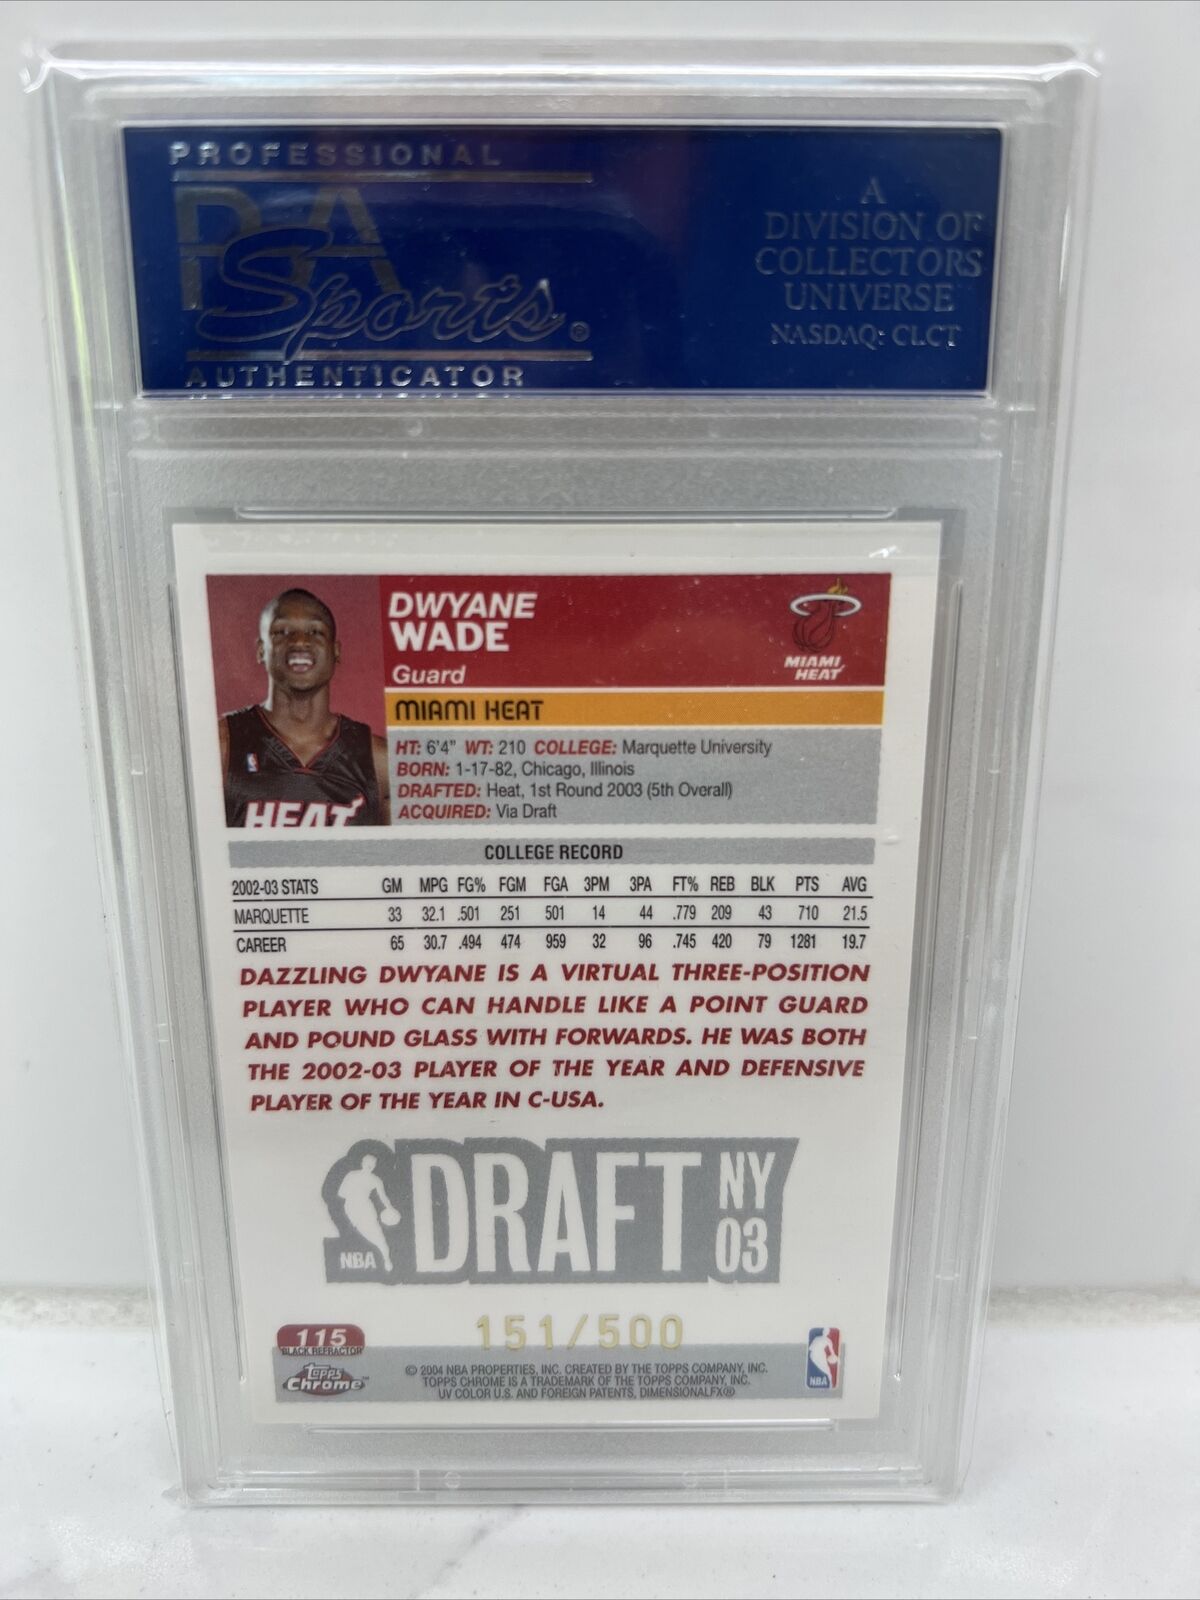 PROFESSIONAL
PSA
Sports®
AUTHENTICATOR
A
DIVISION OF
COLLECTORS
UNIVERSE
NASDAQ: CLCT
DWYANE
WADE
Guard
MIAMI HEAT
MIAMI
HEAT
HEAT
HT: 6'4" WT: 210 COLLEGE: Marquette University
BORN: 1-17-82, Chicago, Illinois
DRAFTED: Heat, 1st Round 2003 (5th Overall)
ACQUIRED: Via Draft
COLLEGE RECORD
2002-03 STATS GM MPG FG% FGM FGA 3PM 3PA FT% REB BLK PTS AVG
MARQUETTE 33 32.1 .501 251 501 14 44 .779 209 43 710 21.5
CAREER 65 30.7 .494 474 959 32 96 .745 420 79 1281 19.7
DAZZLING DWYANE IS A VIRTUAL THREE-POSITION
PLAYER WHO CAN HANDLE LIKE A POINT GUARD
AND POUND GLASS WITH FORWARDS. HE WAS BOTH
THE 2002-03 PLAYER OF THE YEAR AND DEFENSIVE
PLAYER OF THE YEAR IN C-USA.
NBA
DRAFT
NY
03
151/500
115
BLACK REFRACTOR
Topps
Chrome™
© 2004 NBA PROPERTIES, INC. CREATED BY THE TOPPS COMPANY, INC.
TOPPS CHROME IS A TRADEMARK OF THE TOPPS COMPANY, INC.
UV COLOR U.S. AND FOREIGN PATENTS, DIMENSIONALFX®
NBA